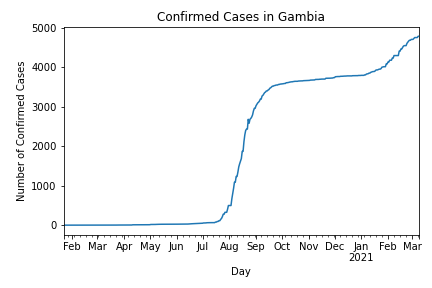 Confirmed Cases in Gambia
Number of Confirmed Cases
5000
4000
3000
2000
1000
0
Feb Mar Apr May Jun Jul Aug Sep Oct Nov Dec Jan Feb Mar
2021
Day